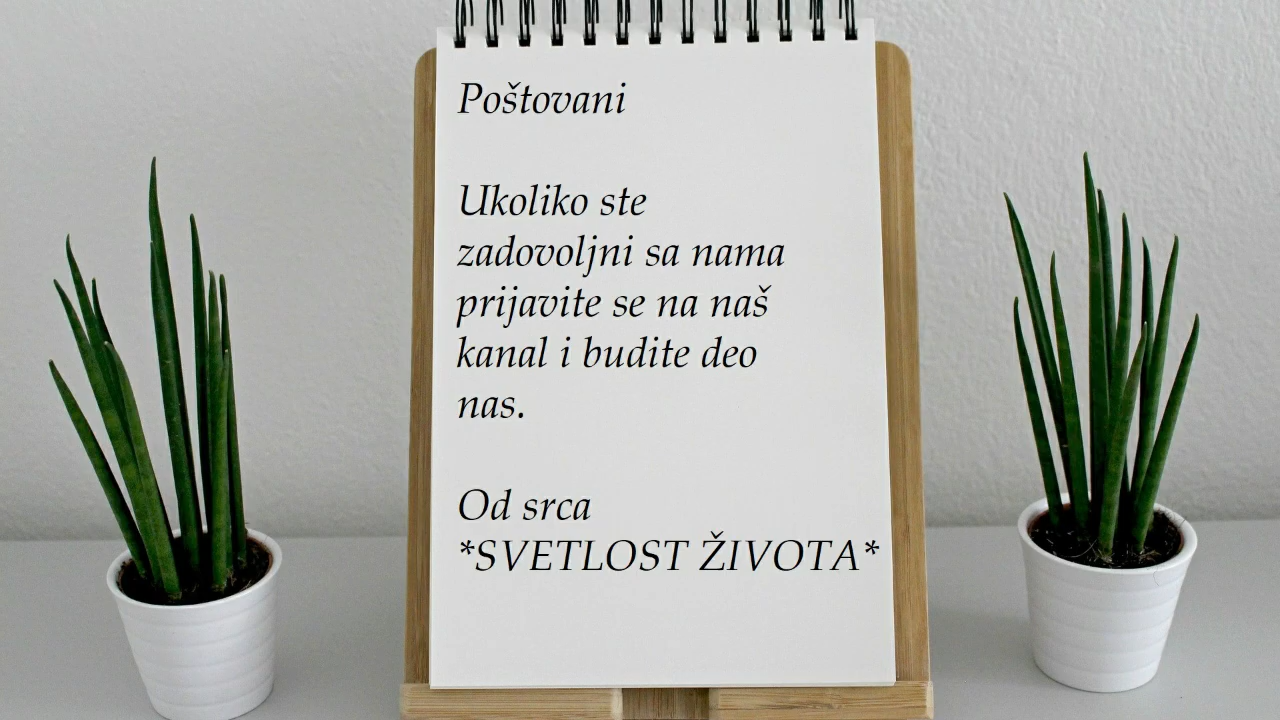 Poštovani
Ukoliko ste
zadovoljni sa nama
prijavite se na naš
kanal i budite deo
nas.
Od srca
*SVETLOST ŽIVOTA*